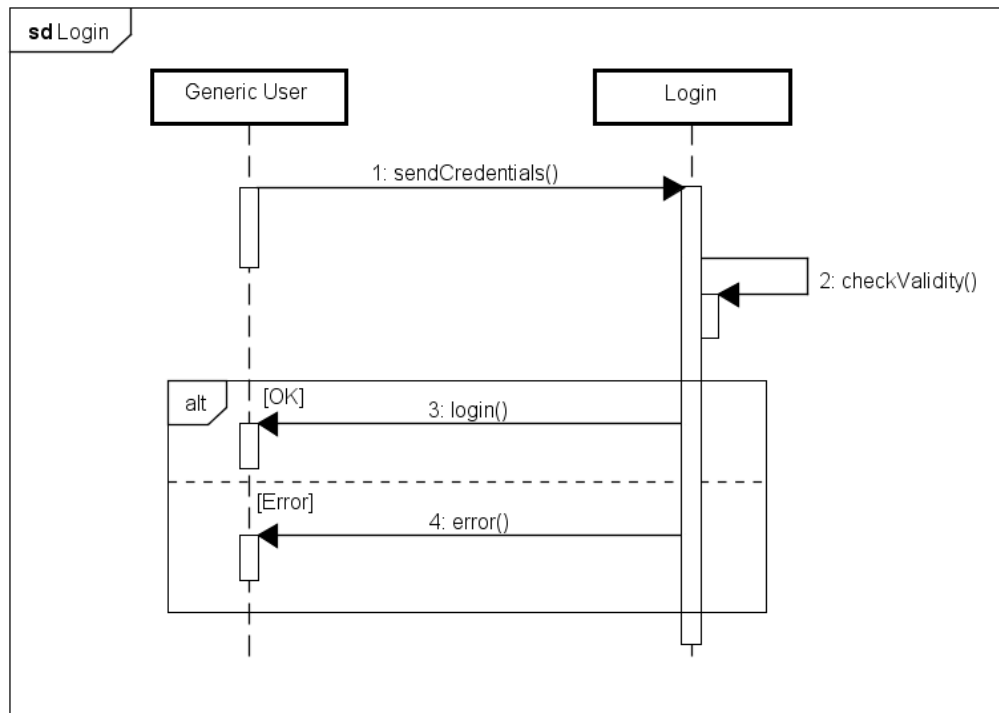 sd Login
Generic User
Login
1: sendCredentials()
2: checkValidity()
alt
[OK]
3: login()
[Error]
4: error()